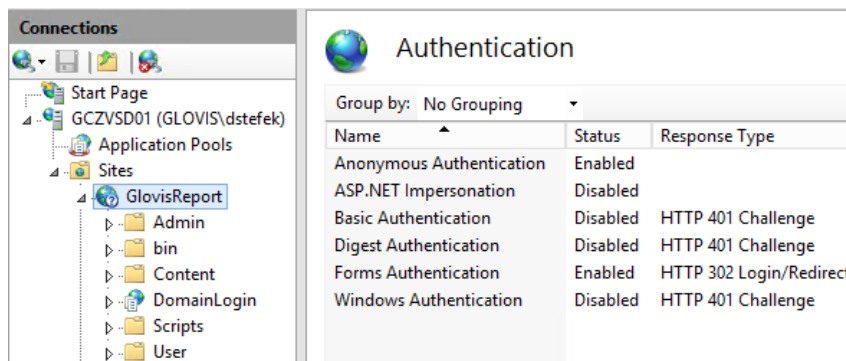 Connections
Start Page
GCZVSD01 (GLOVIS\dstefek)
Application Pools
Sites
GlovisReport
Admin
bin
Content
DomainLogin
Scripts
User
Authentication
Group by: No Grouping
Name Status Response Type
Anonymous Authentication Enabled
ASP.NET Impersonation Disabled
Basic Authentication Disabled HTTP 401 Challenge
Digest Authentication Disabled HTTP 401 Challenge
Forms Authentication Enabled HTTP 302 Login/Redirect
Windows Authentication Disabled HTTP 401 Challenge